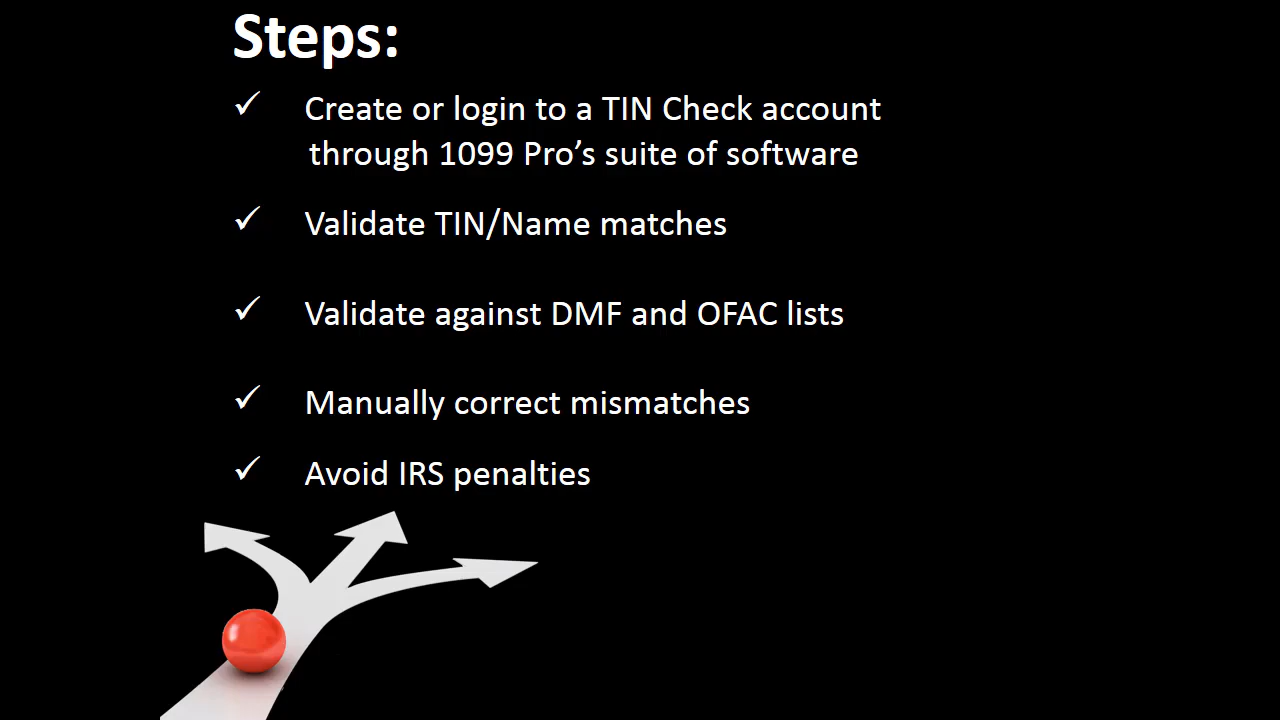 Steps:
✓ Create or login to a TIN Check account
through 1099 Pro’s suite of software
✓ Validate TIN/Name matches
✓ Validate against DMF and OFAC lists
✓ Manually correct mismatches
✓ Avoid IRS penalties